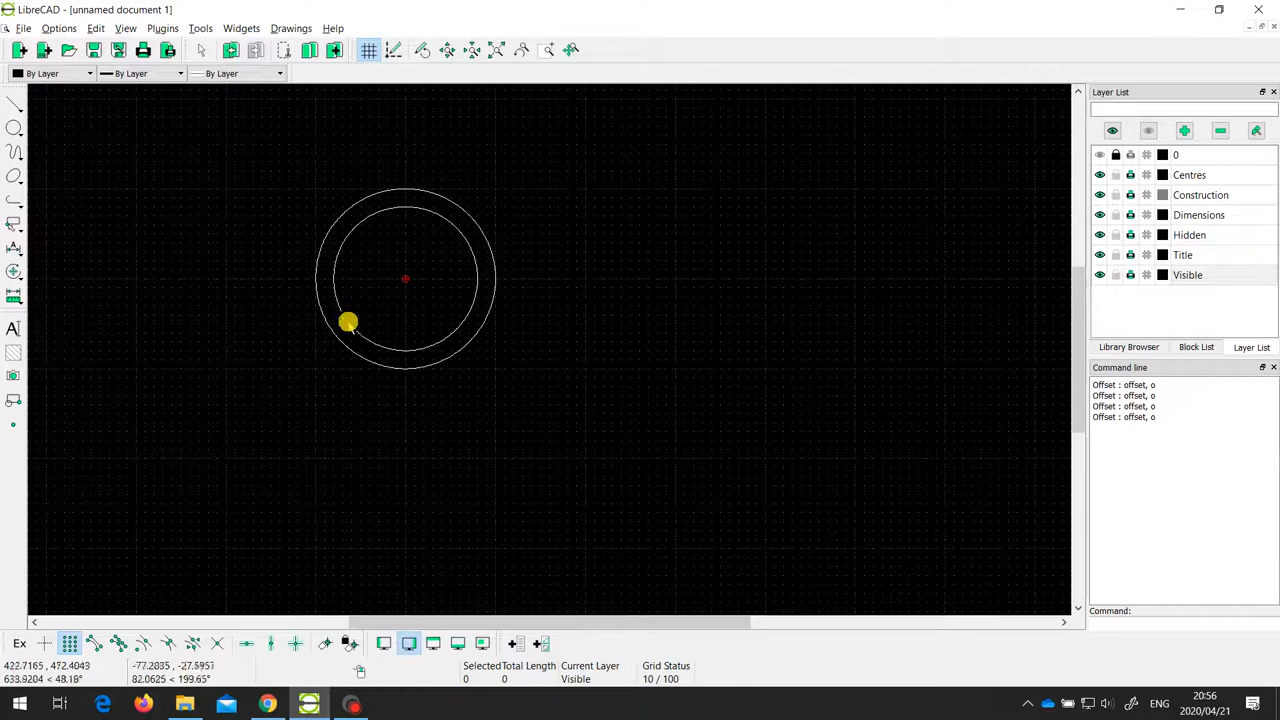 LibreCAD - [unnamed document 1]
File Options Edit View Plugins Tools Widgets Drawings Help
By Layer By Layer By Layer
Layer List
0
Centres
Construction
Dimensions
Hidden
Title
Visible
Library Browser Block List Layer List
Command line
Offset : offset, o
Offset : offset, o
Offset : offset, o
Offset : offset, o
Command:
Ex
422.7165 , 472.4043 -77.2835 , -27.5957 Selected Total Length Current Layer Grid Status
633.9204 < 48.18° 82.0625 < 199.65° 0 0 Visible 10 / 100
ENG 20:56
2020/04/21